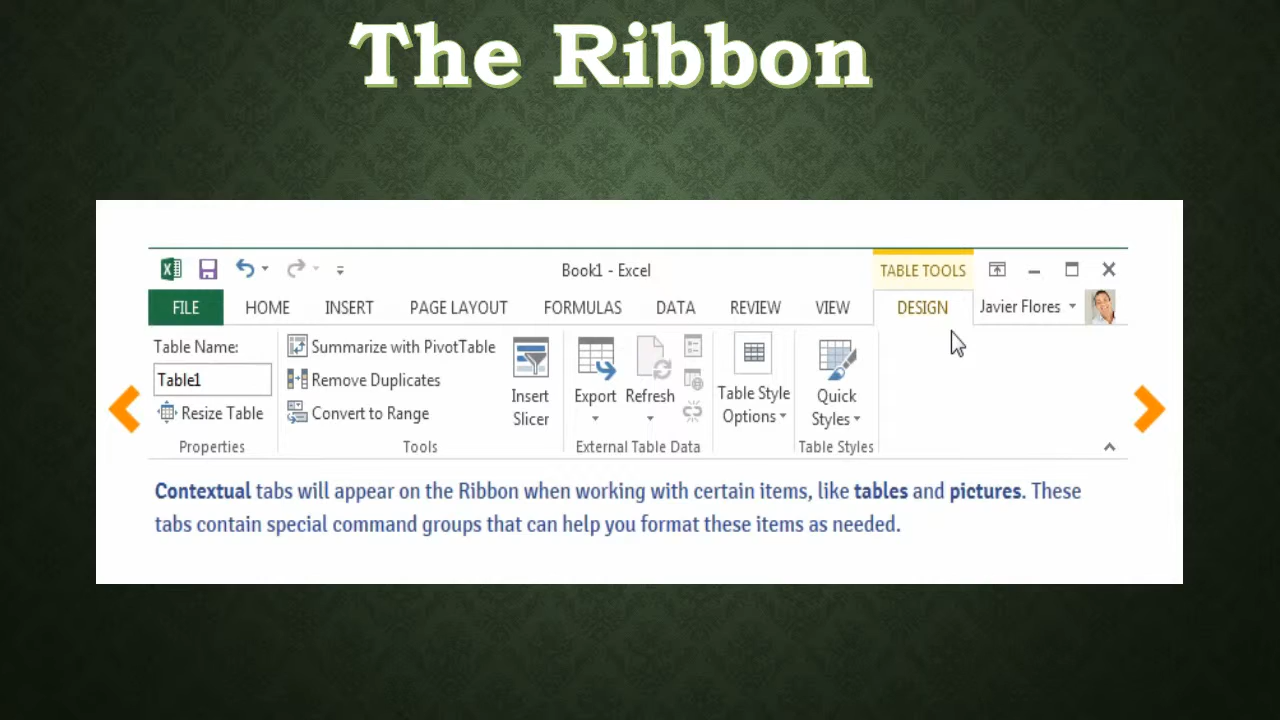 The Ribbon
Book1 - Excel
TABLE TOOLS
FILE HOME INSERT PAGE LAYOUT FORMULAS DATA REVIEW VIEW DESIGN Javier Flores
Table Name:
Table1
Resize Table
Properties
Summarize with PivotTable
Remove Duplicates
Convert to Range
Insert
Slicer
Tools
Export
Refresh
External Table Data
Table Style
Options
Quick
Styles
Table Styles
Contextual tabs will appear on the Ribbon when working with certain items, like tables and pictures. These
tabs contain special command groups that can help you format these items as needed.